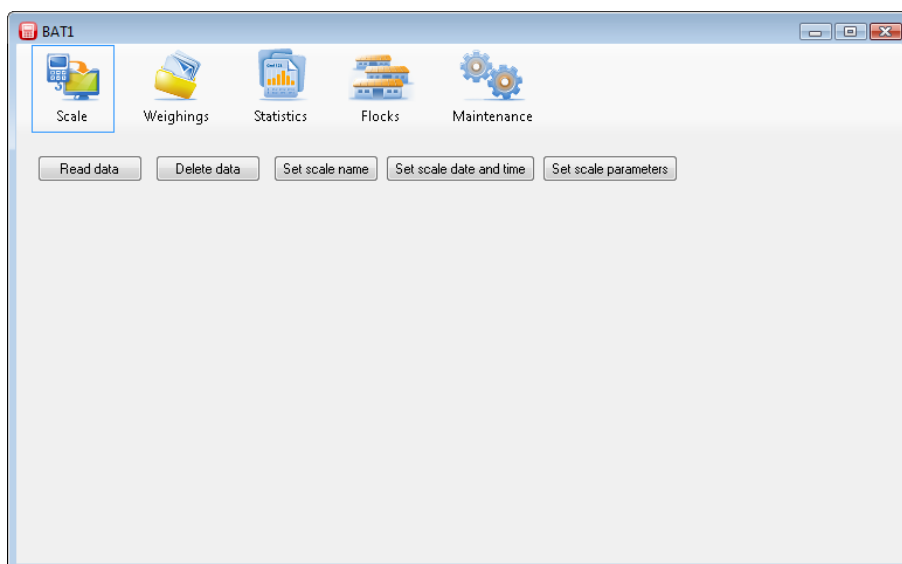 BAT1
Scale Weighings Statistics Flocks Maintenance
Read data Delete data Set scale name Set scale date and time Set scale parameters